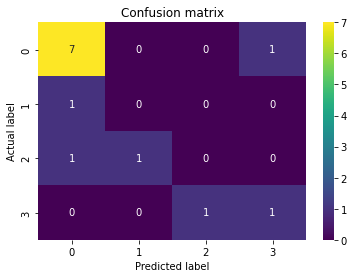 Confusion matrix
Actual label
0 7 0 0 1
1 1 0 0 0
2 1 1 0 0
3 0 0 1 1
0 1 2 3
Predicted label
7
6
5
4
3
2
1
0